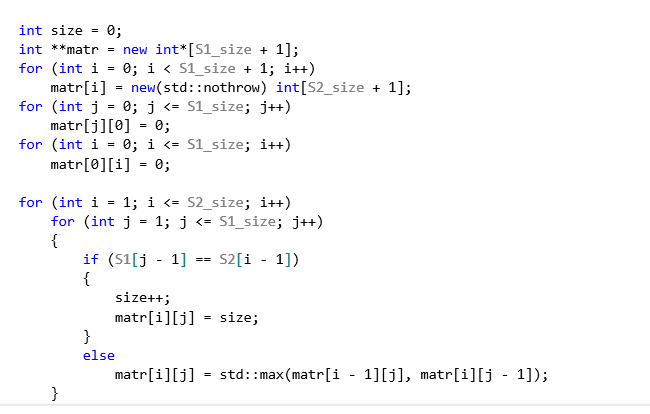 int size = 0;
int **matr = new int*[S1_size + 1];
for (int i = 0; i < S1_size + 1; i++)
    matr[i] = new(std::nothrow) int[S2_size + 1];
for (int j = 0; j <= S1_size; j++)
    matr[j][0] = 0;
for (int i = 0; i <= S1_size; i++)
    matr[0][i] = 0;
for (int i = 1; i <= S2_size; i++)
    for (int j = 1; j <= S1_size; j++)
    {
        if (S1[j - 1] == S2[i - 1])
        {
            size++;
            matr[i][j] = size;
        }
        else
            matr[i][j] = std::max(matr[i - 1][j], matr[i][j - 1]);
    }